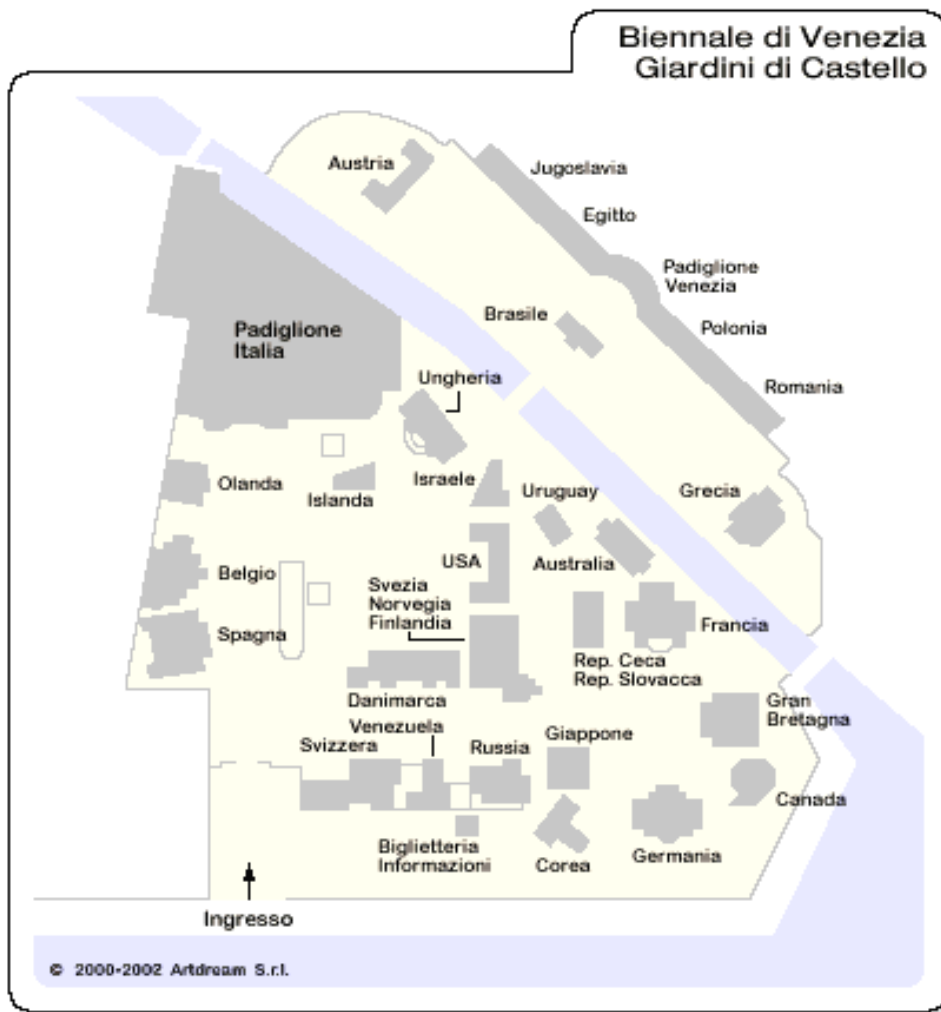 Biennale di Venezia
Giardini di Castello
Austria
Jugoslavia
Egitto
Padiglione
Venezia
Brasile
Polonia
Padiglione
Italia
Ungheria
Romania
Olanda
Islanda
Israele
Uruguay
Grecia
USA
Australia
Belgio
Svezia
Norvegia
Finlandia
Spagna
Francia
Rep. Ceca
Rep. Slovacca
Danimarca
Gran
Bretagna
Venezuela
Svizzera
Russia
Giappone
Canada
Biglietteria
Informazioni
Corea
Germania
Ingresso
© 2000-2002 Artdream S.r.l.